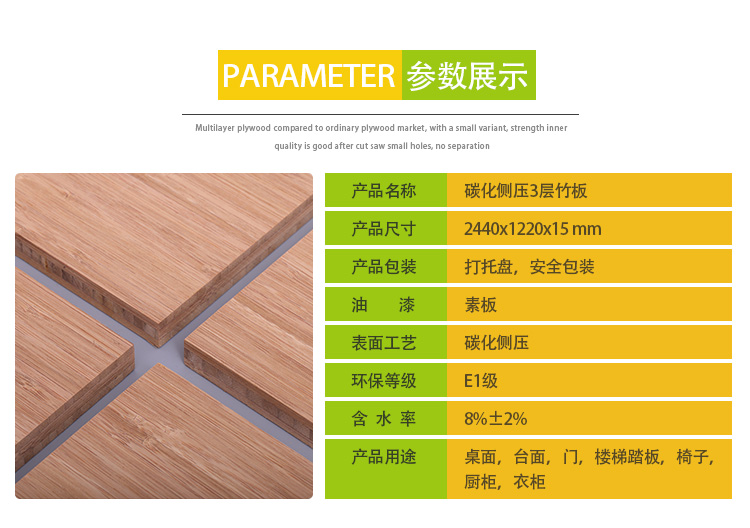 PARAMETER 参数展示
Multilayer plywood compared to ordinary plywood market, with a small variant, strength inner
quality is good after cut saw small holes, no separation
产品名称 碳化侧压3层竹板
产品尺寸 2440x1220x15 mm
产品包装 打托盘，安全包装
油 漆 素板
表面工艺 碳化侧压
环保等级 E1级
含 水 率 8%±2%
产品用途 桌面，台面，门，楼梯踏板，椅子，
厨柜，衣柜